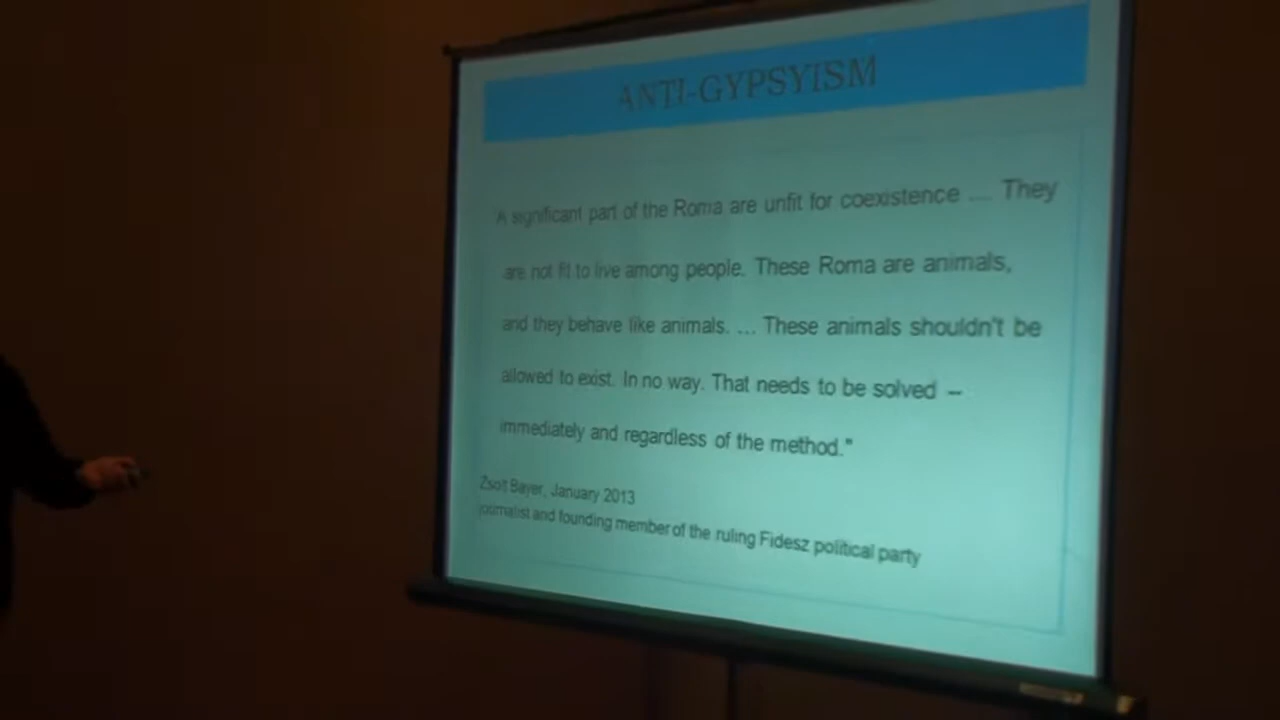 ANTI-GYPSYISM
A significant part of the Roma are unfit for coexistence .... They
are not fit to live among people. These Roma are animals,
and they behave like animals. ... These animals shouldn't be
allowed to exist. In no way. That needs to be solved –
immediately and regardless of the method."
Zsolt Bayer, January 2013
journalist and founding member of the ruling Fidesz political party